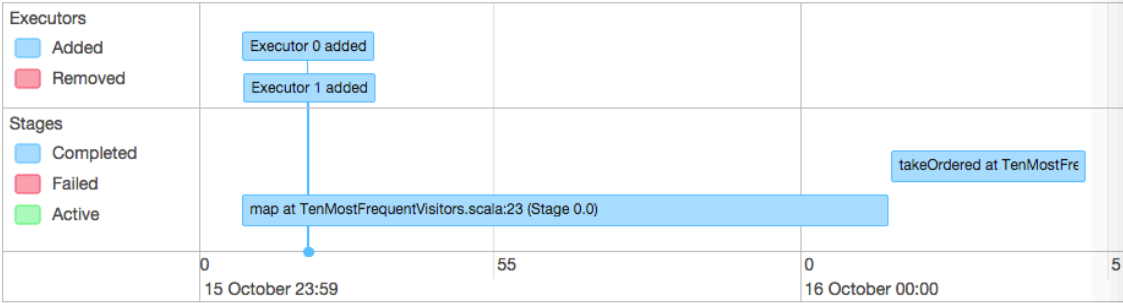 Executors
Added
Removed
Executor 0 added
Executor 1 added
Stages
Completed
Failed
Active
takeOrdered at TenMostFre
map at TenMostFrequentVisitors.scala:23 (Stage 0.0)
0 55 0 5
15 October 23:59 16 October 00:00